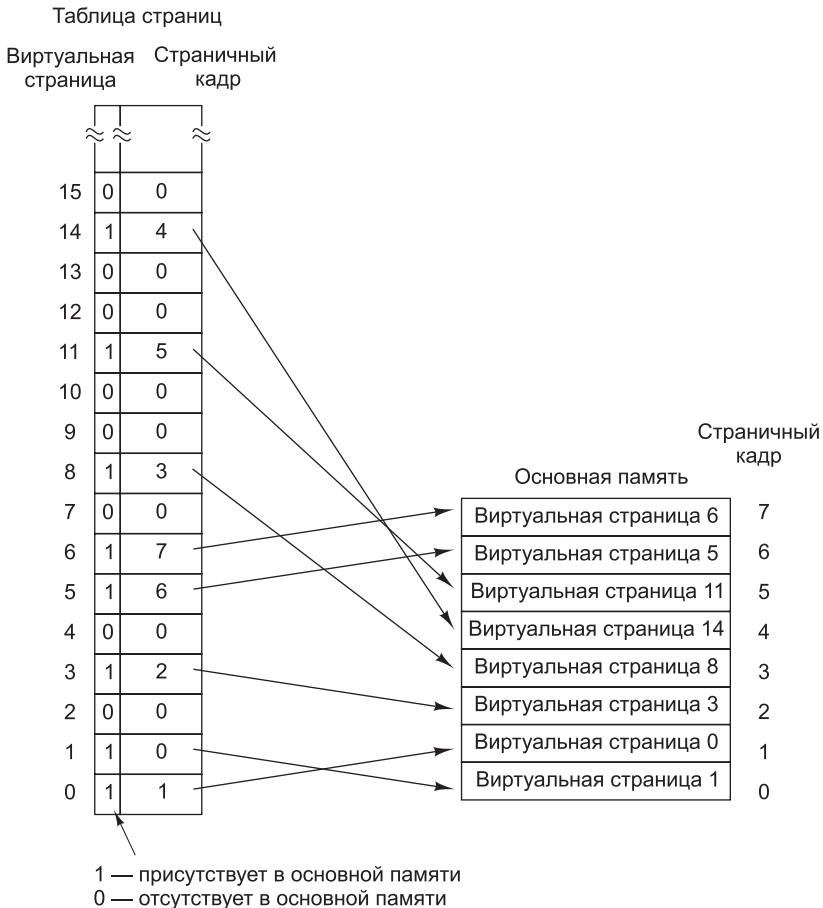 Таблица страниц
Виртуальная страница
Страничный кадр
15 0 0
14 1 4
13 0 0
12 0 0
11 1 5
10 0 0
9 0 0
8 1 3
7 0 0
6 1 7
5 1 6
4 0 0
3 1 2
2 0 0
1 1 0
0 1 1
Основная память
Страничный кадр
Виртуальная страница 6 7
Виртуальная страница 5 6
Виртуальная страница 11 5
Виртуальная страница 14 4
Виртуальная страница 8 3
Виртуальная страница 3 2
Виртуальная страница 0 1
Виртуальная страница 1 0
1 — присутствует в основной памяти
0 — отсутствует в основной памяти